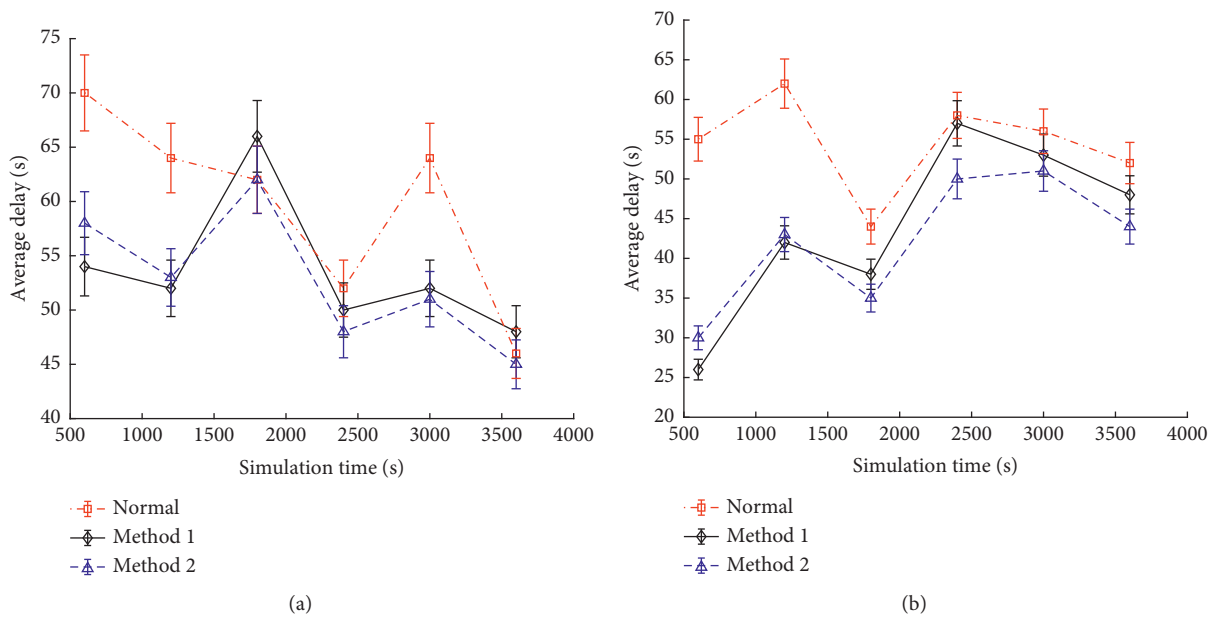 75
70
65
60
55
50
45
40
Average delay (s)
500 1000 1500 2000 2500 3000 3500 4000
Simulation time (s)
Normal
Method 1
Method 2
(a)
70
65
60
55
50
45
40
35
30
25
20
Average delay (s)
500 1000 1500 2000 2500 3000 3500 4000
Simulation time (s)
Normal
Method 1
Method 2
(b)